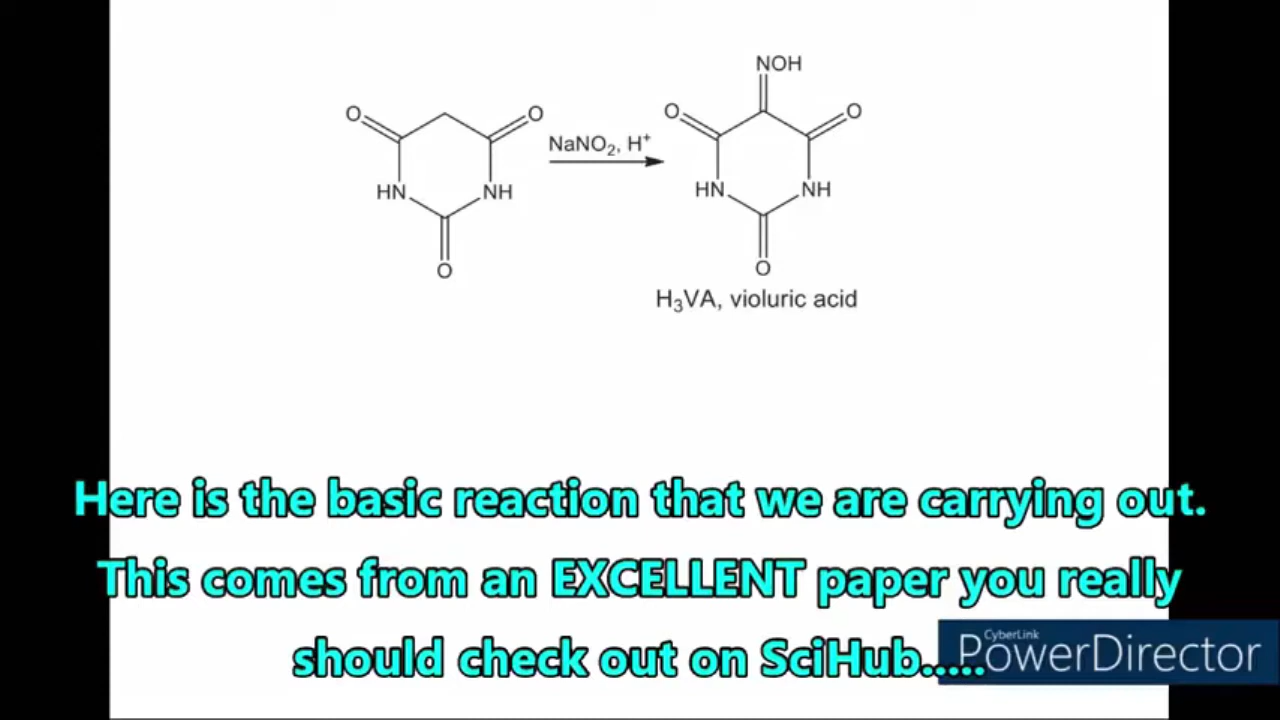 NOH
O
O
O
O
NaNO2, H+
HN
NH
HN
NH
O
O
H3VA, violuric acid
Here is the basic reaction that we are carrying out.
This comes from an EXCELLENT paper you really
should check out on SciHub.....
CyberLink
PowerDirector